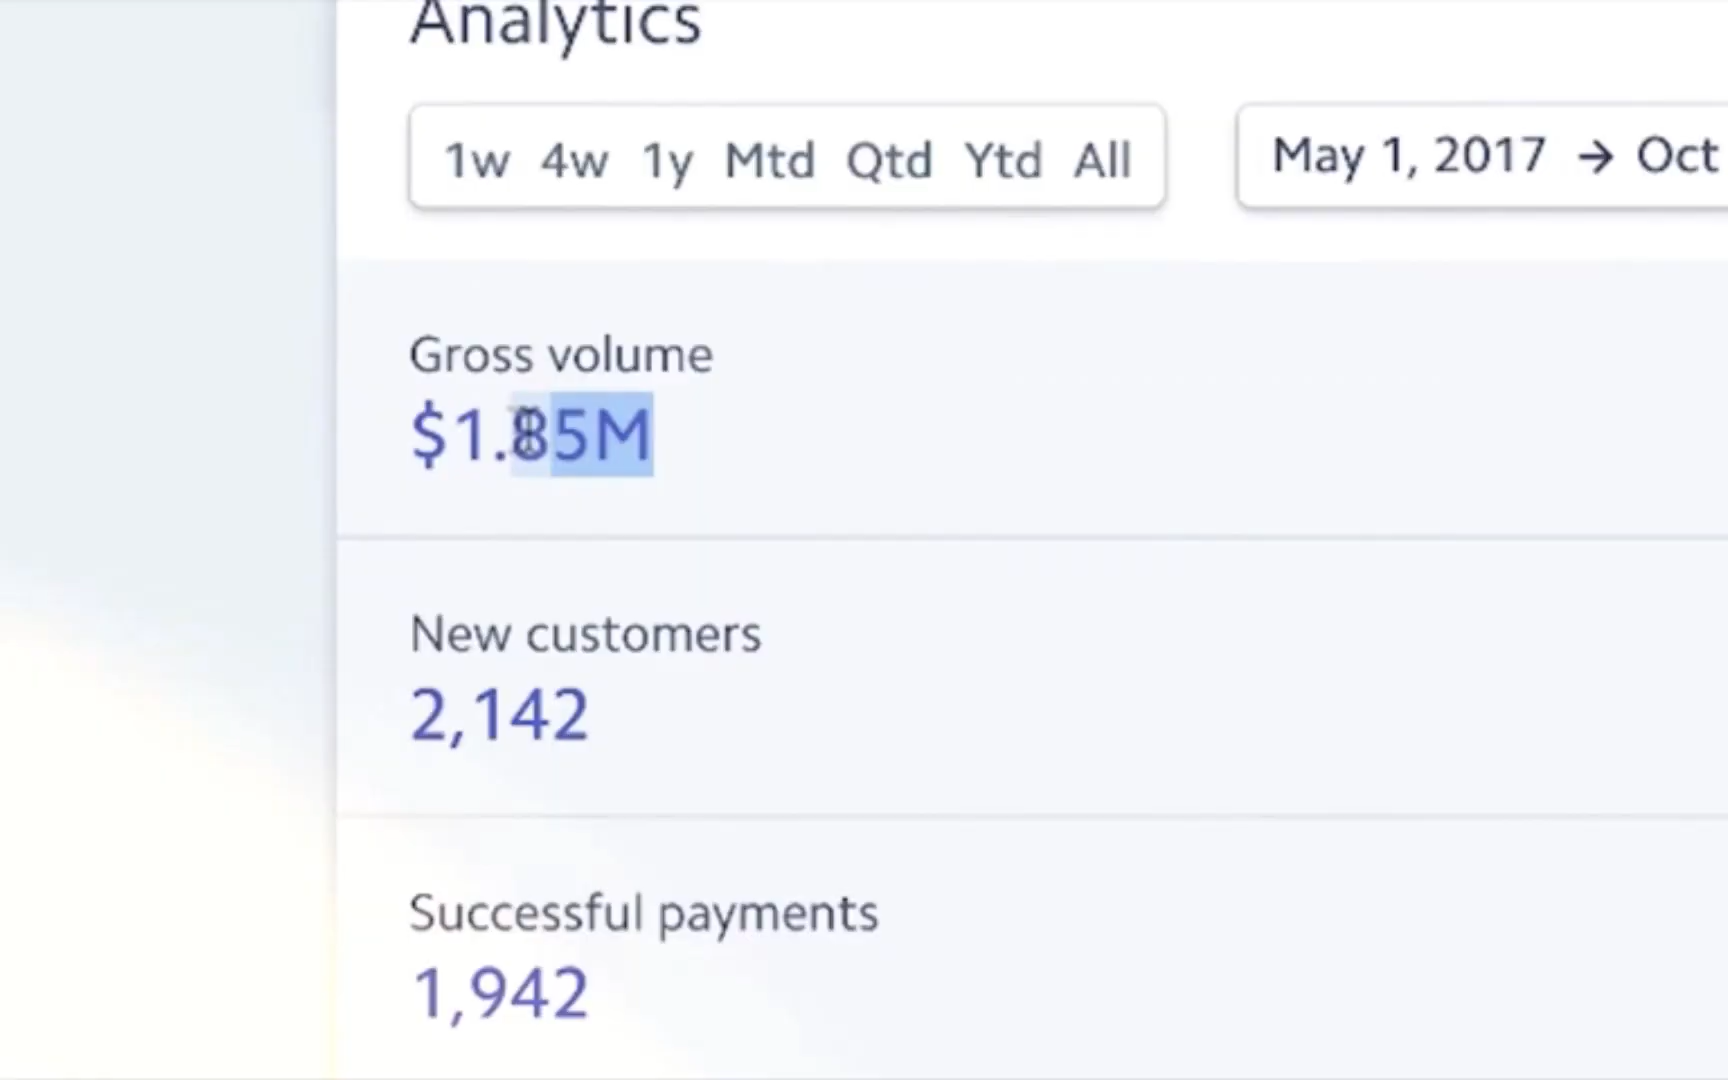 Analytics
1w 4w 1y Mtd Qtd Ytd All
May 1, 2017 → Oct
Gross volume
$1.85M
New customers
2,142
Successful payments
1,942